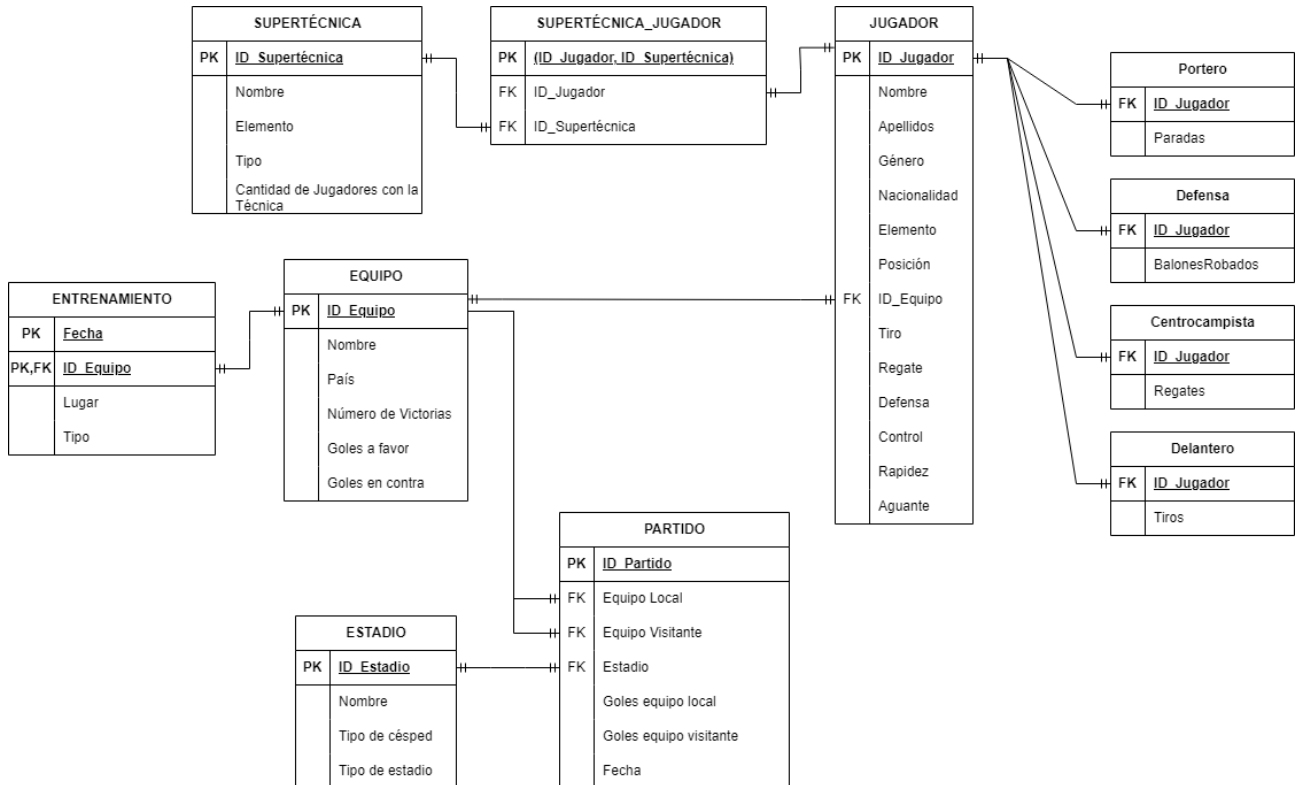 SUPERTÉCNICA
PK ID_Supertécnica
Nombre
Elemento
Tipo
Cantidad de Jugadores con la
Técnica
SUPERTÉCNICA_JUGADOR
PK (ID_Jugador, ID_Supertécnica)
FK ID_Jugador
FK ID_Supertécnica
JUGADOR
PK ID_Jugador
Nombre
Apellidos
Género
Nacionalidad
Elemento
Posición
FK ID_Equipo
Tiro
Regate
Defensa
Control
Rapidez
Aguante
Portero
FK ID_Jugador
Paradas
Defensa
FK ID_Jugador
BalonesRobados
Centrocampista
FK ID_Jugador
Regates
Delantero
FK ID_Jugador
Tiros
ENTRENAMIENTO
PK Fecha
PK,FK ID_Equipo
Lugar
Tipo
EQUIPO
PK ID_Equipo
Nombre
País
Número de Victorias
Goles a favor
Goles en contra
PARTIDO
PK ID_Partido
FK Equipo Local
FK Equipo Visitante
FK Estadio
Goles equipo local
Goles equipo visitante
Fecha
ESTADIO
PK ID_Estadio
Nombre
Tipo de césped
Tipo de estadio